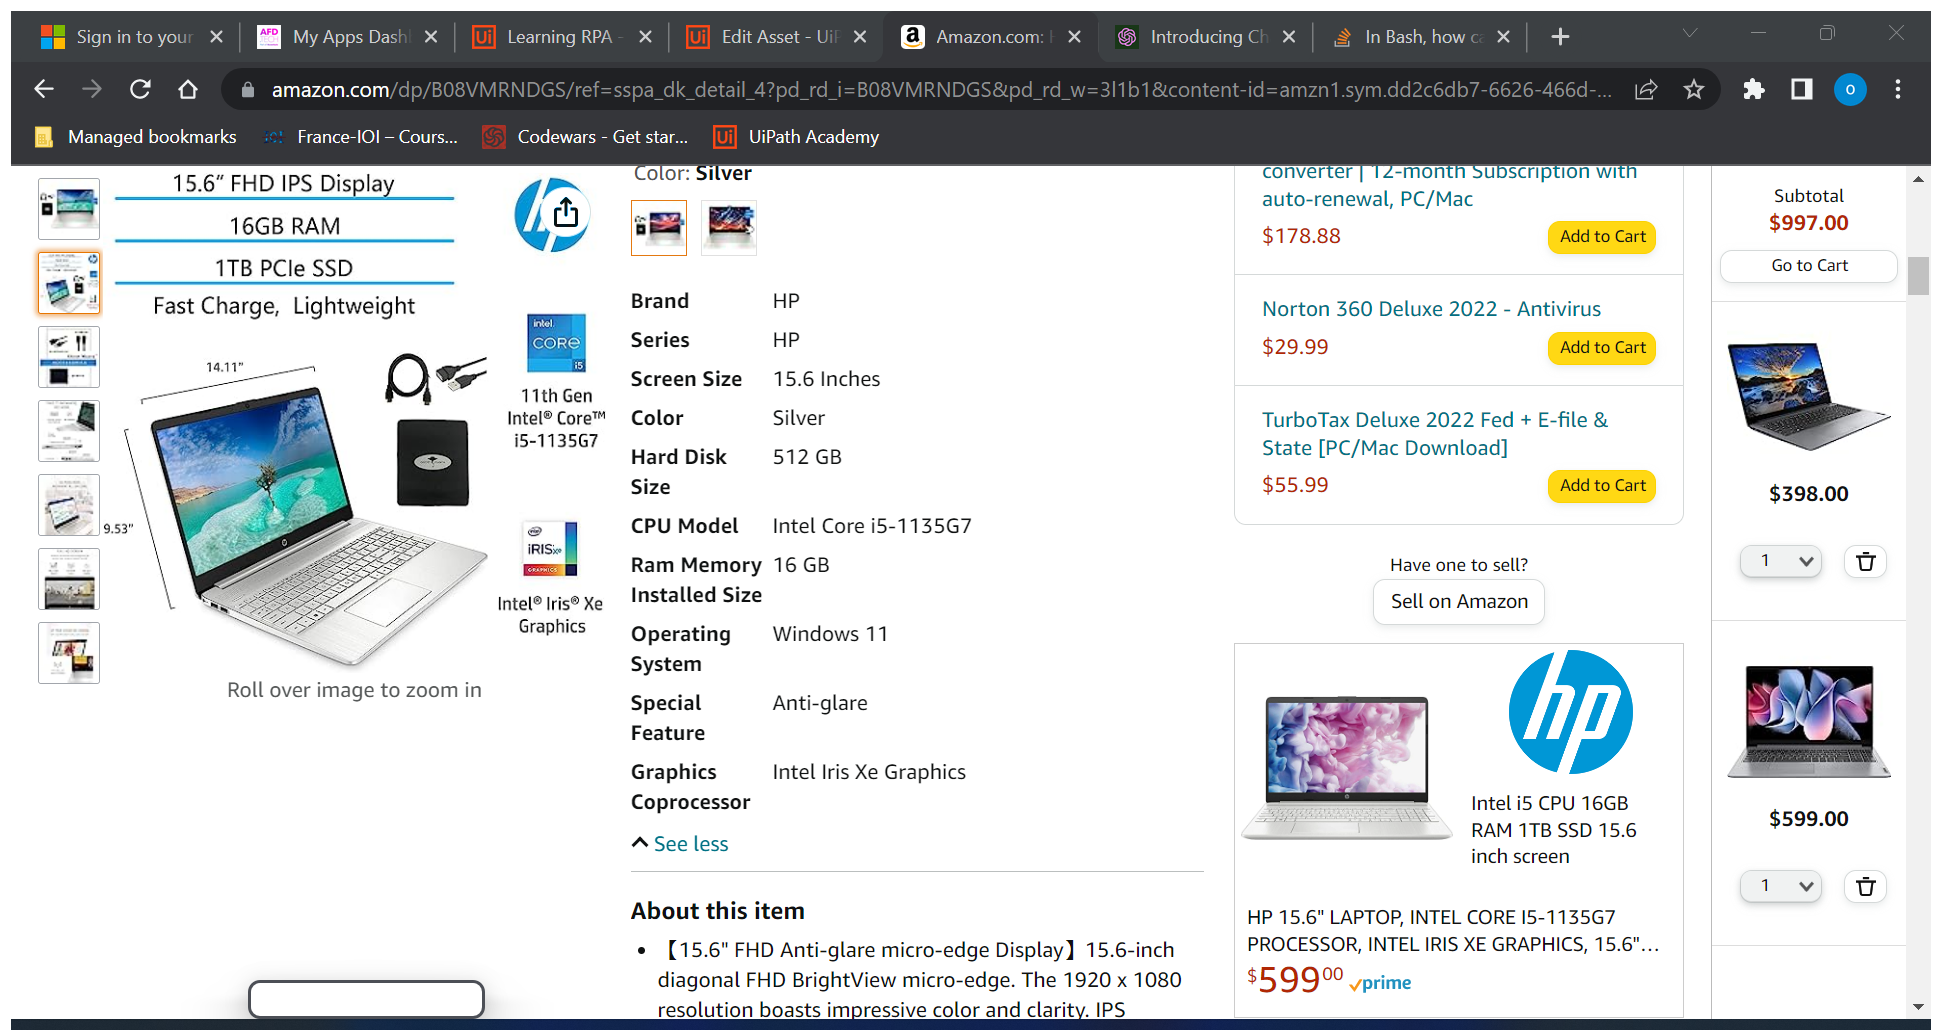 Sign in to your
My Apps Dash
Learning RPA -
Edit Asset - UiP
Amazon.com: H
Introducing Ch
In Bash, how ca
amazon.com/dp/B08VMRNDGS/ref=sspa_dk_detail_4?pd_rd_i=B08VMRNDGS&pd_rd_w=3l1b1&content-id=amzn1.sym.dd2c6db7-6626-466d-...
O
Managed bookmarks
France-IOI – Cours...
Codewars - Get star...
UiPath Academy
15.6" FHD IPS Display
16GB RAM
1TB PCIe SSD
Fast Charge, Lightweight
14.11"
9.53"
intel.
CORE
i5
11th Gen
Intel® Core™
i5-1135G7
intel
iRISxe
GRAPHICS
Intel® Iris® Xe
Graphics
Roll over image to zoom in
Color: Silver
Brand HP
Series HP
Screen Size 15.6 Inches
Color Silver
Hard Disk 512 GB
Size
CPU Model Intel Core i5-1135G7
Ram Memory 16 GB
Installed Size
Operating Windows 11
System
Special Anti-glare
Feature
Graphics Intel Iris Xe Graphics
Coprocessor
See less
About this item
• 【15.6" FHD Anti-glare micro-edge Display】15.6-inch
diagonal FHD BrightView micro-edge. The 1920 x 1080
resolution boasts impressive color and clarity. IPS
converter | 12-month Subscription with
auto-renewal, PC/Mac
$178.88 Add to Cart
Norton 360 Deluxe 2022 - Antivirus
$29.99 Add to Cart
TurboTax Deluxe 2022 Fed + E-file &
State [PC/Mac Download]
$55.99 Add to Cart
Have one to sell?
Sell on Amazon
hp
Intel i5 CPU 16GB
RAM 1TB SSD 15.6
inch screen
HP 15.6" LAPTOP, INTEL CORE I5-1135G7
PROCESSOR, INTEL IRIS XE GRAPHICS, 15.6"...
$599.00 prime
Subtotal
$997.00
Go to Cart
$398.00
1
$599.00
1